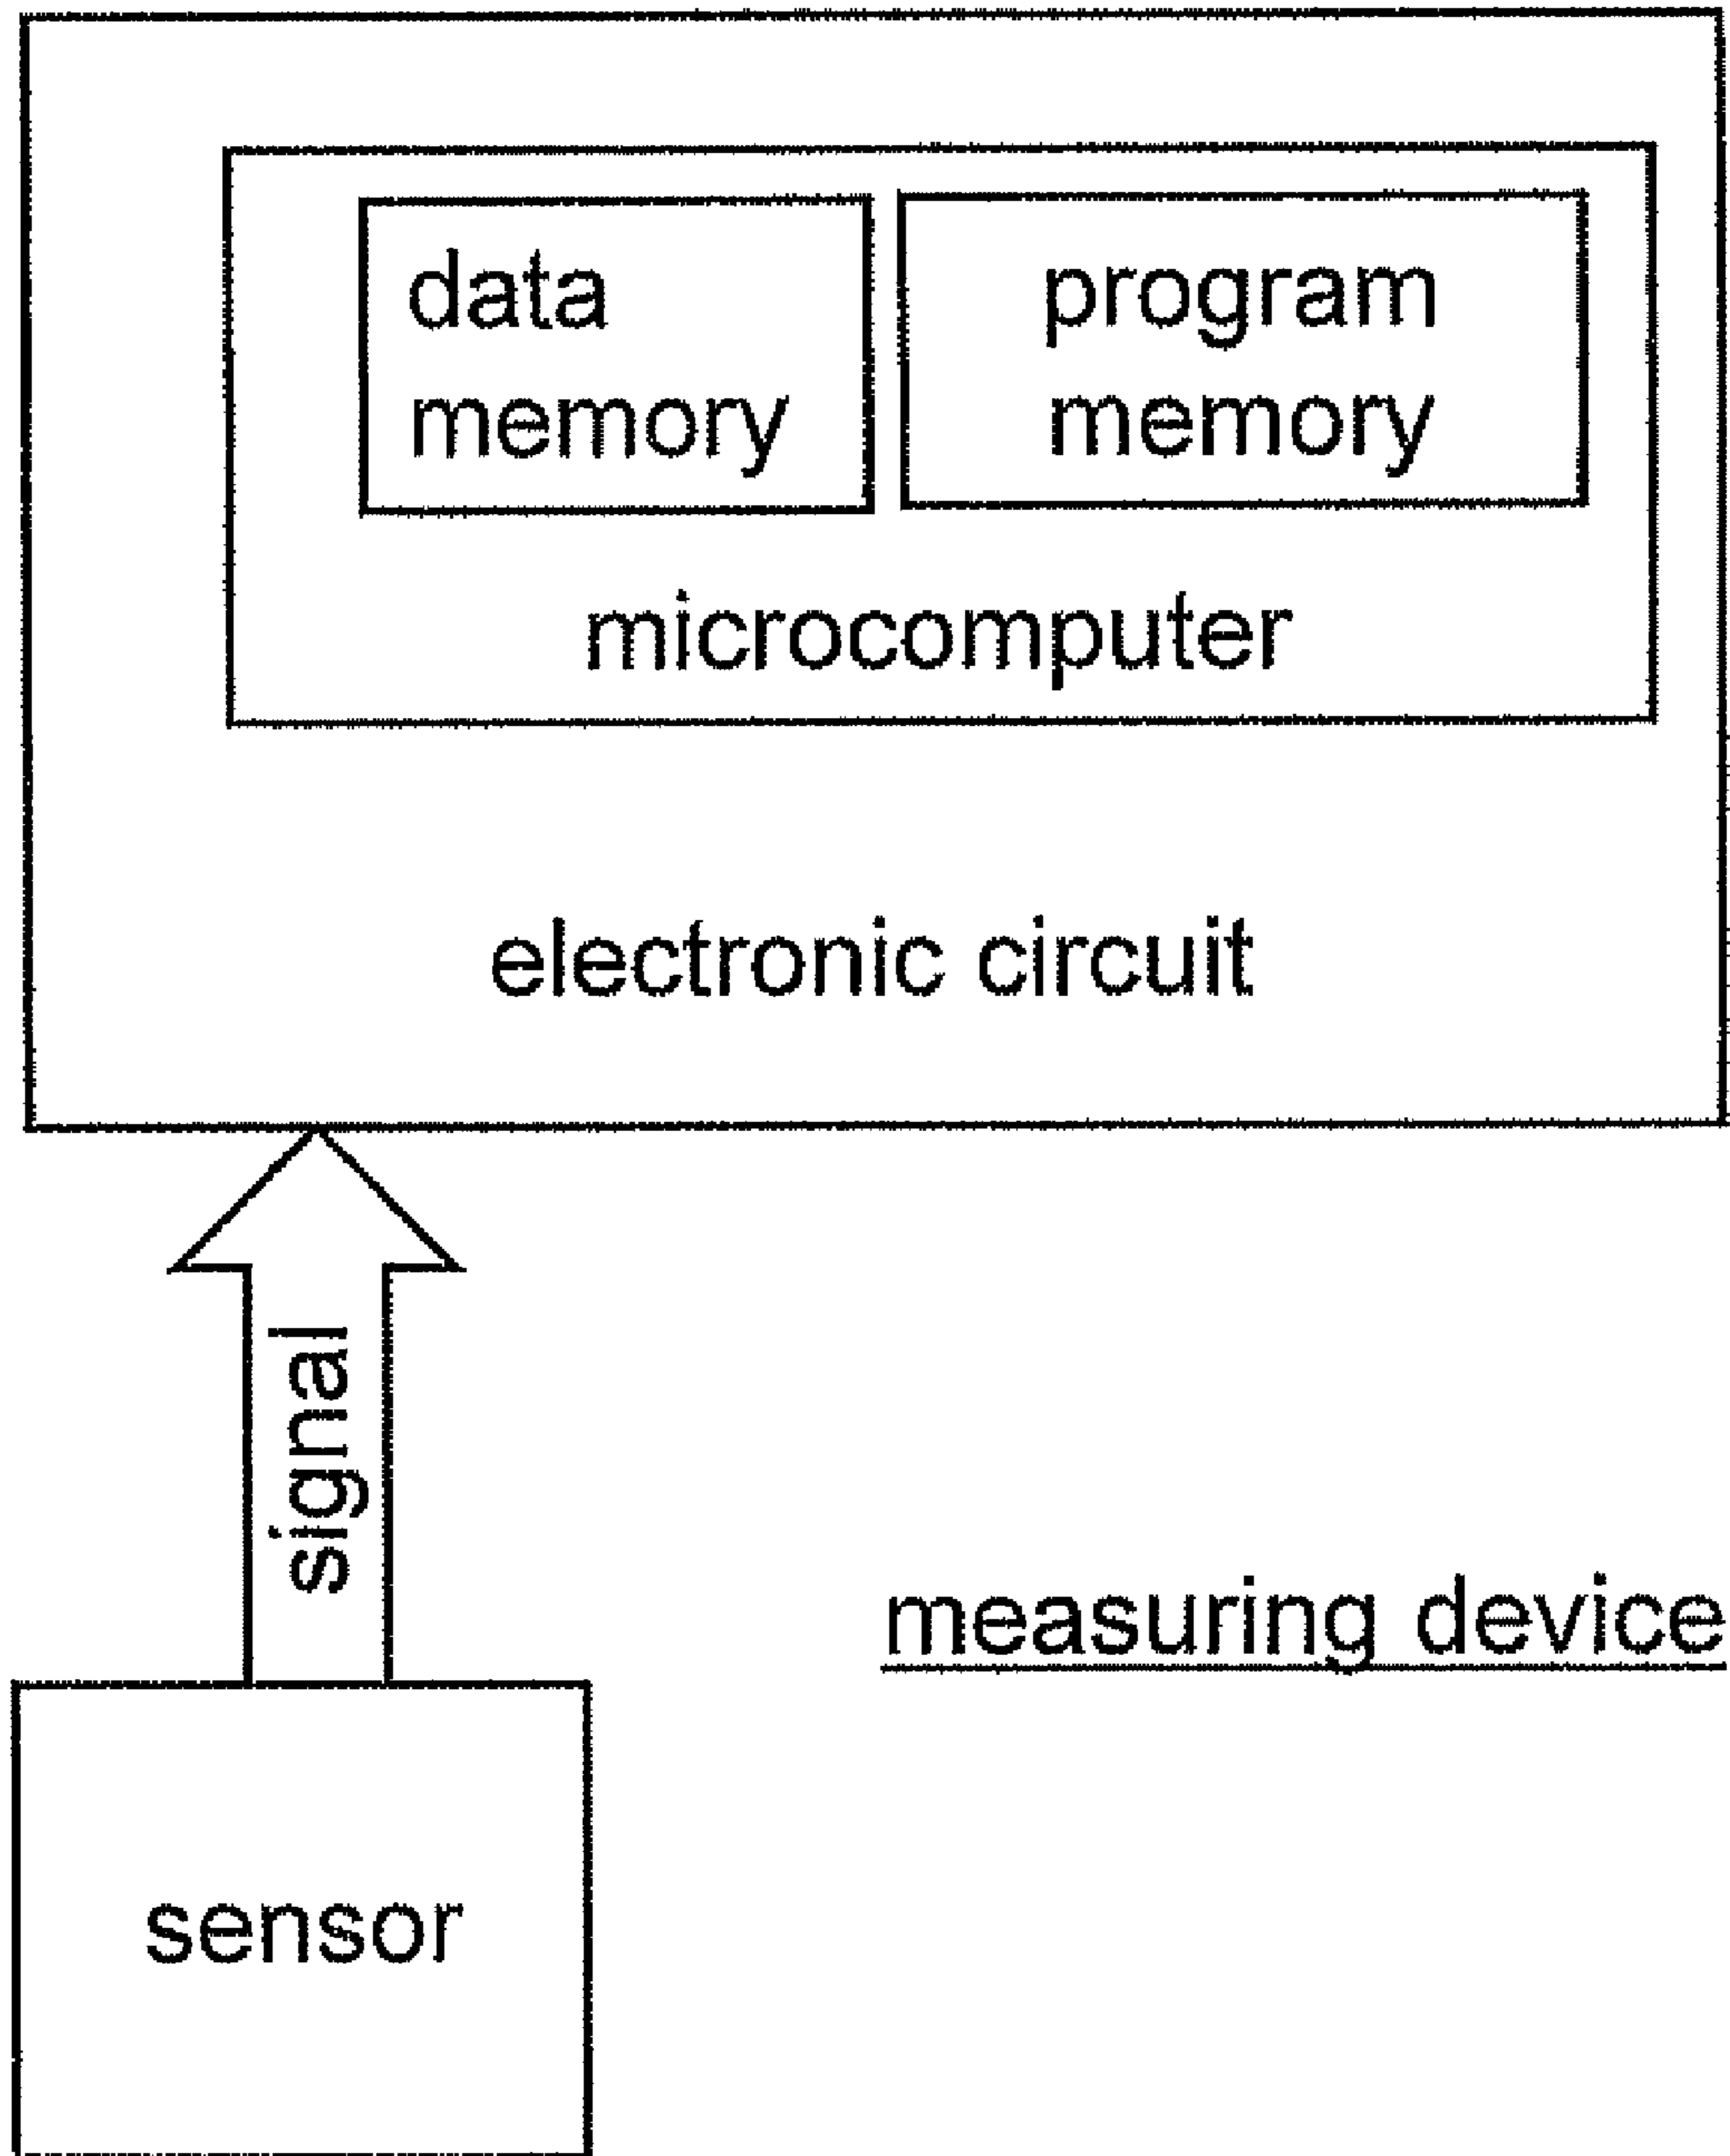 data
memory
program
memory
microcomputer
electronic circuit
signal
measuring device
sensor